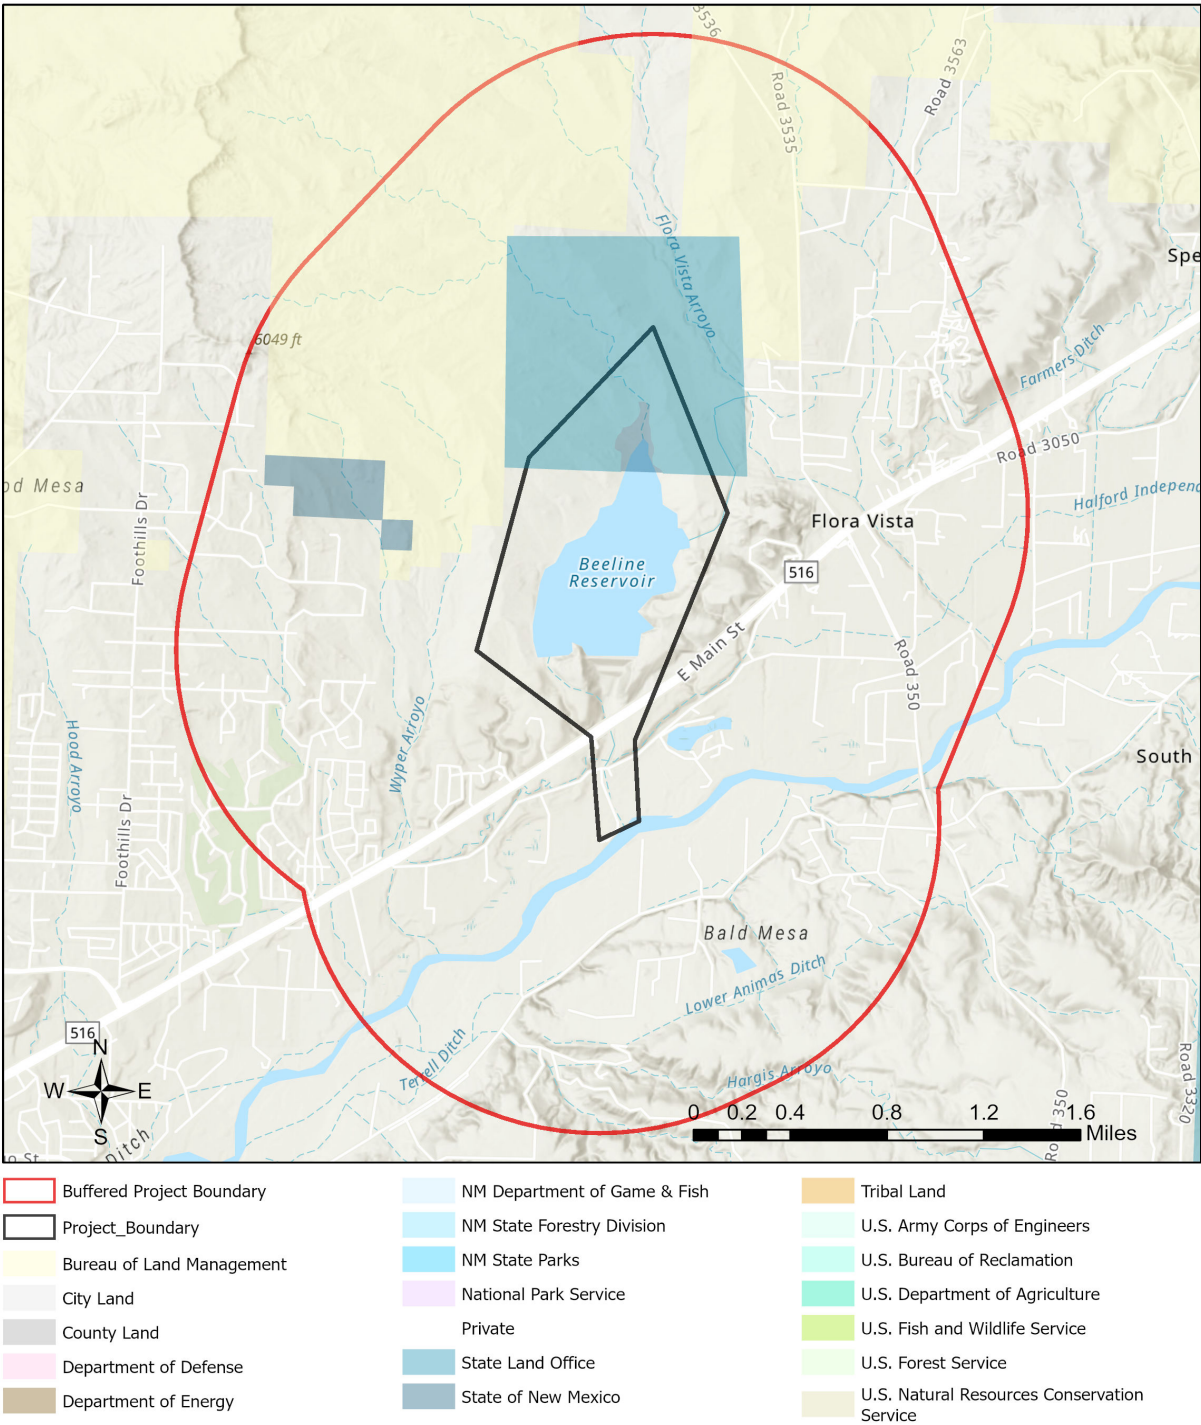 3536
Road 3535
Road 3563
Flora Vista Arroyo
Spe
6049 ft
Farmers Ditch
Road 3050
od Mesa
Halford Independ
Foothills Dr
Flora Vista
Beeline
Reservoir
516
E Main St
Road 350
Hood Arroyo
Wyper Arroyo
South
Foothills Dr
Bald Mesa
Lower Animas Ditch
516
N
W
E
S
Terrell Ditch
Hargis Arroyo
Road 350
Road 3320
Ditch
o St
0 0.2 0.4 0.8 1.2 1.6
Miles
Buffered Project Boundary
Project_Boundary
Bureau of Land Management
City Land
County Land
Department of Defense
Department of Energy
NM Department of Game & Fish
NM State Forestry Division
NM State Parks
National Park Service
Private
State Land Office
State of New Mexico
Tribal Land
U.S. Army Corps of Engineers
U.S. Bureau of Reclamation
U.S. Department of Agriculture
U.S. Fish and Wildlife Service
U.S. Forest Service
U.S. Natural Resources Conservation
Service